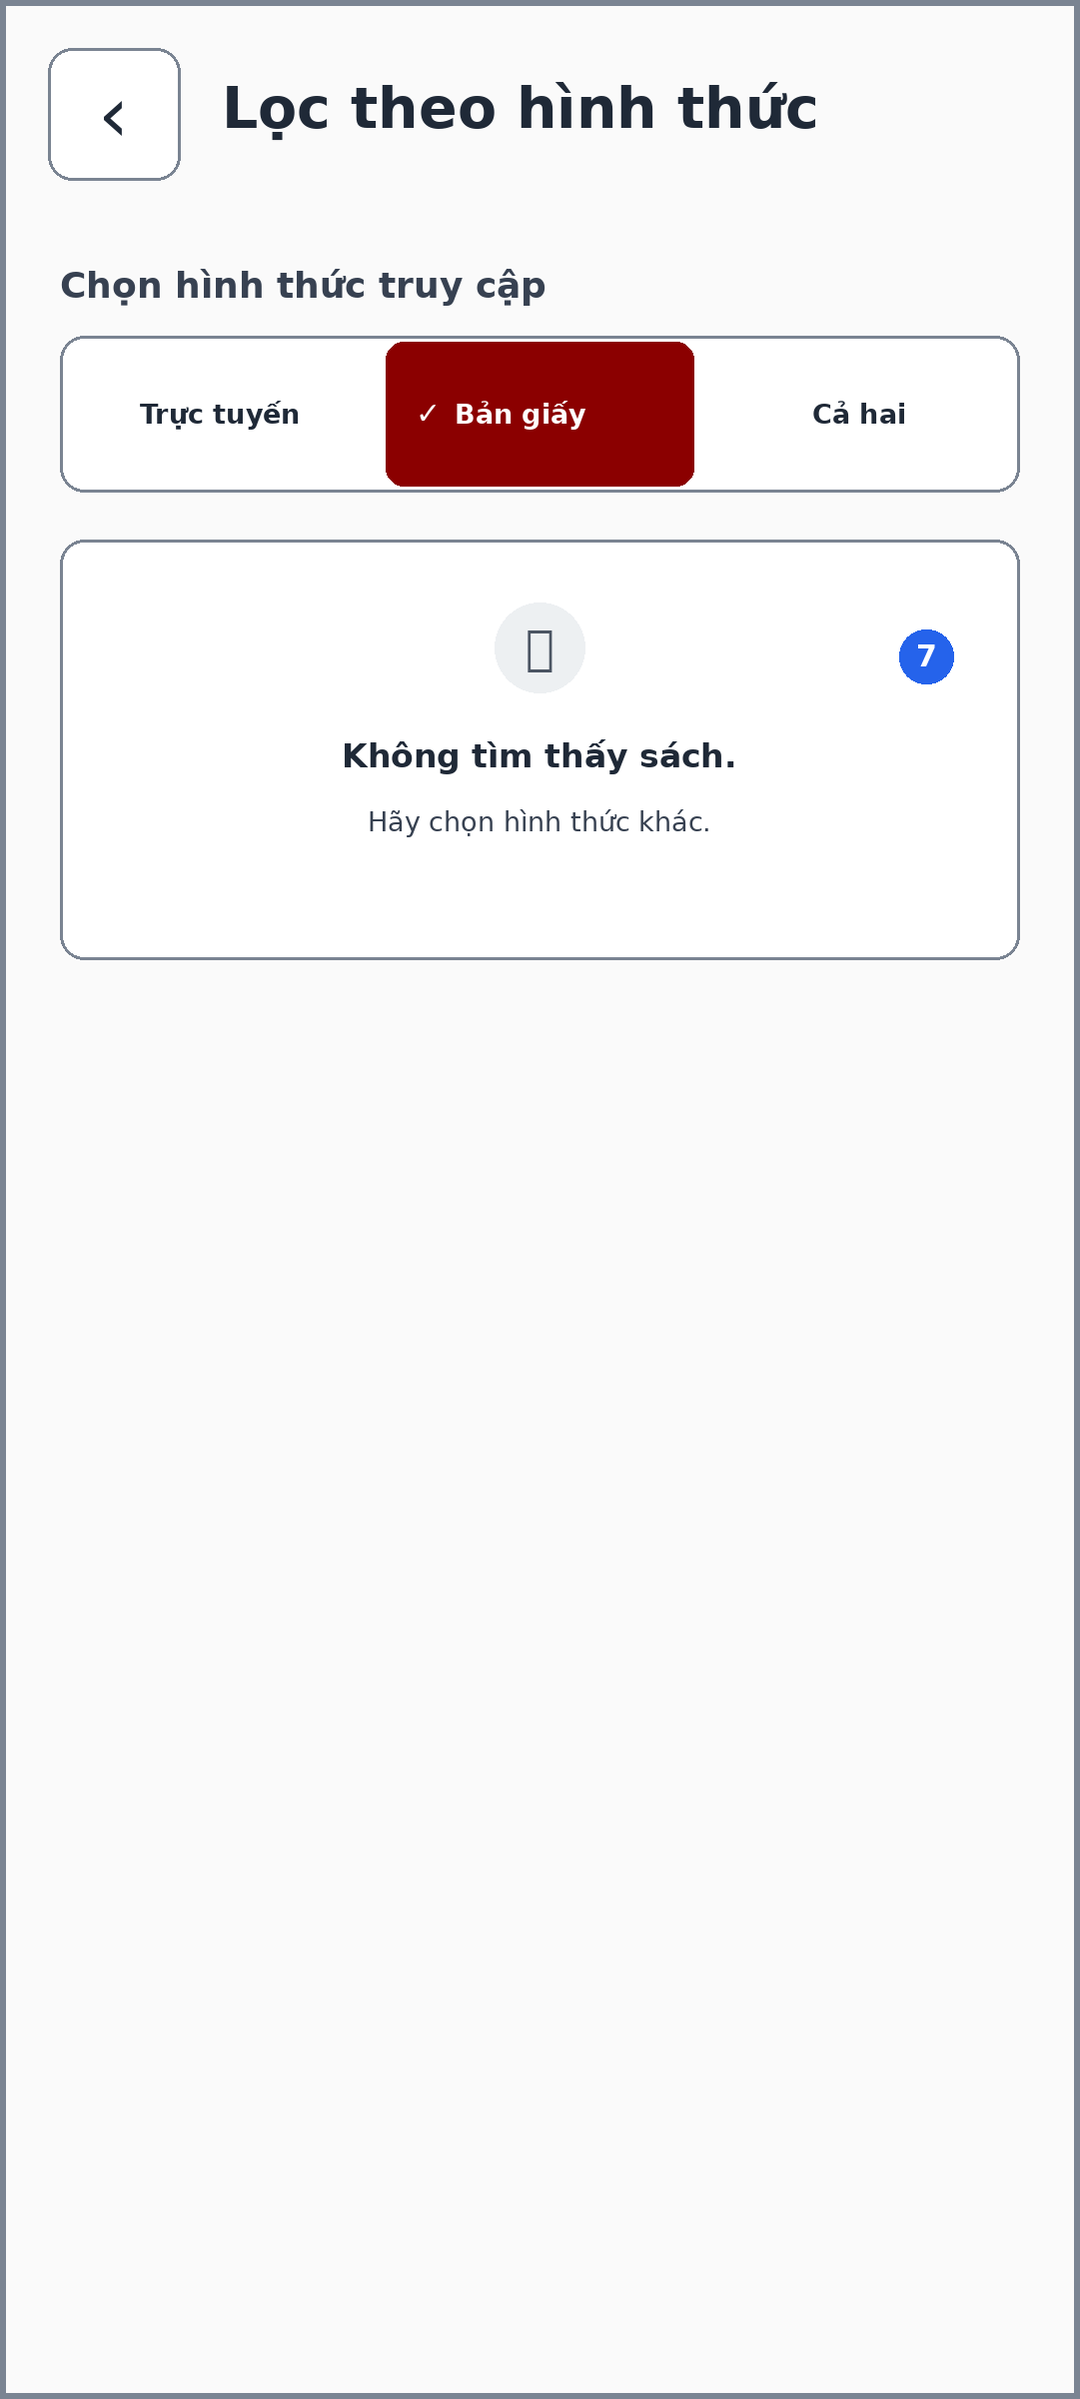 ‹
Lọc theo hình thức
Chọn hình thức truy cập
Trực tuyến
✓ Bản giấy
Cả hai
7
Không tìm thấy sách.
Hãy chọn hình thức khác.